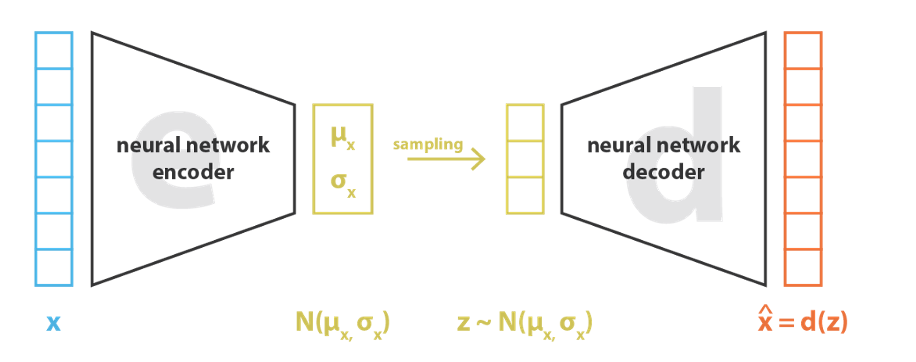 e
neural network
encoder
μx
σx
sampling
d
neural network
decoder
x
N(μx, σx)
z ~ N(μx, σx)
x̂ = d(z)